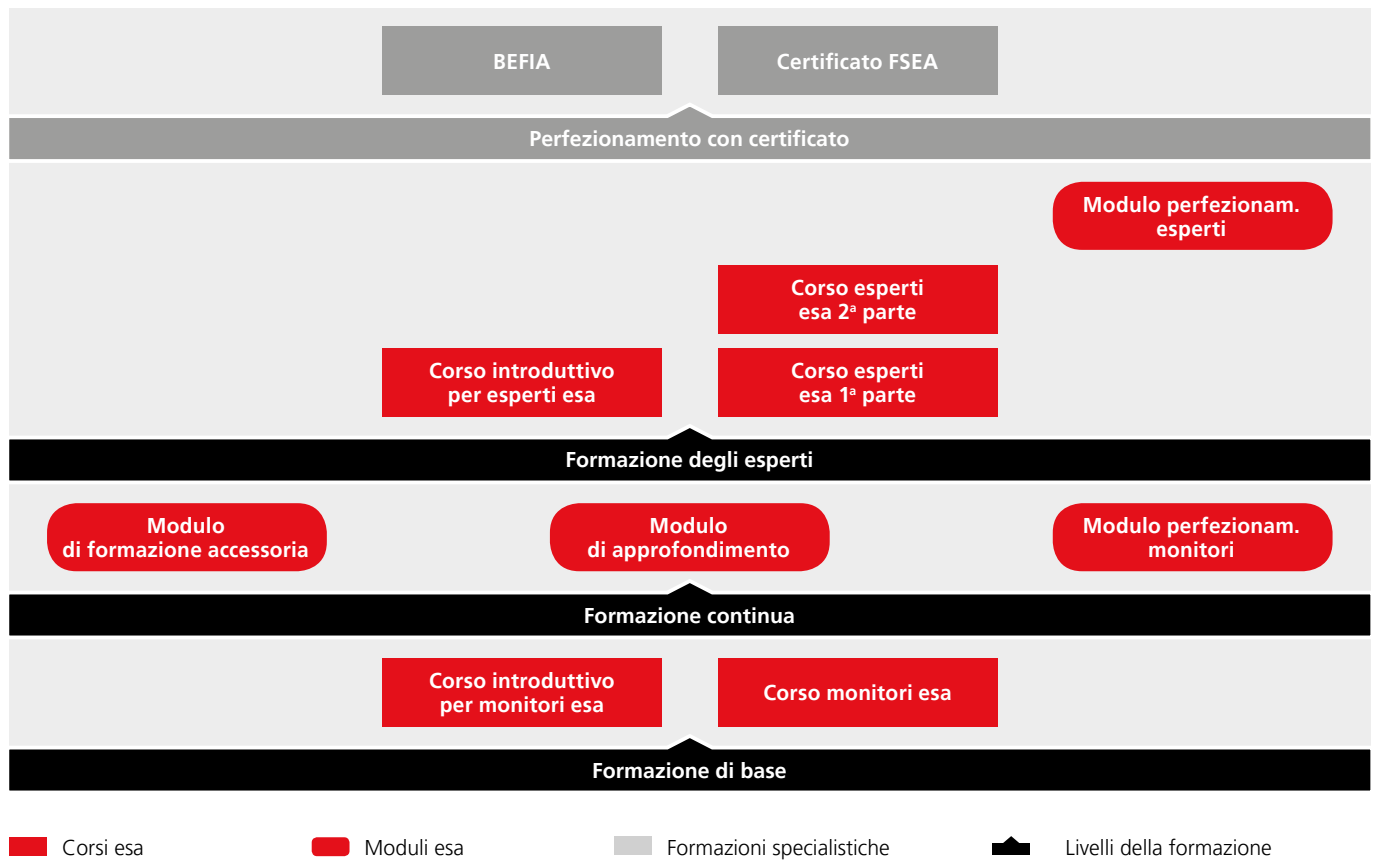 BEFIA
Certificato FSEA
Perfezionamento con certificato
Modulo perfezionam.
esperti
Corso esperti
esa 2ª parte
Corso introduttivo
per esperti esa
Corso esperti
esa 1ª parte
Formazione degli esperti
Modulo
di formazione accessoria
Modulo
di approfondimento
Modulo perfezionam.
monitori
Formazione continua
Corso introduttivo
per monitori esa
Corso monitori esa
Formazione di base
Corsi esa
Moduli esa
Formazioni specialistiche
Livelli della formazione